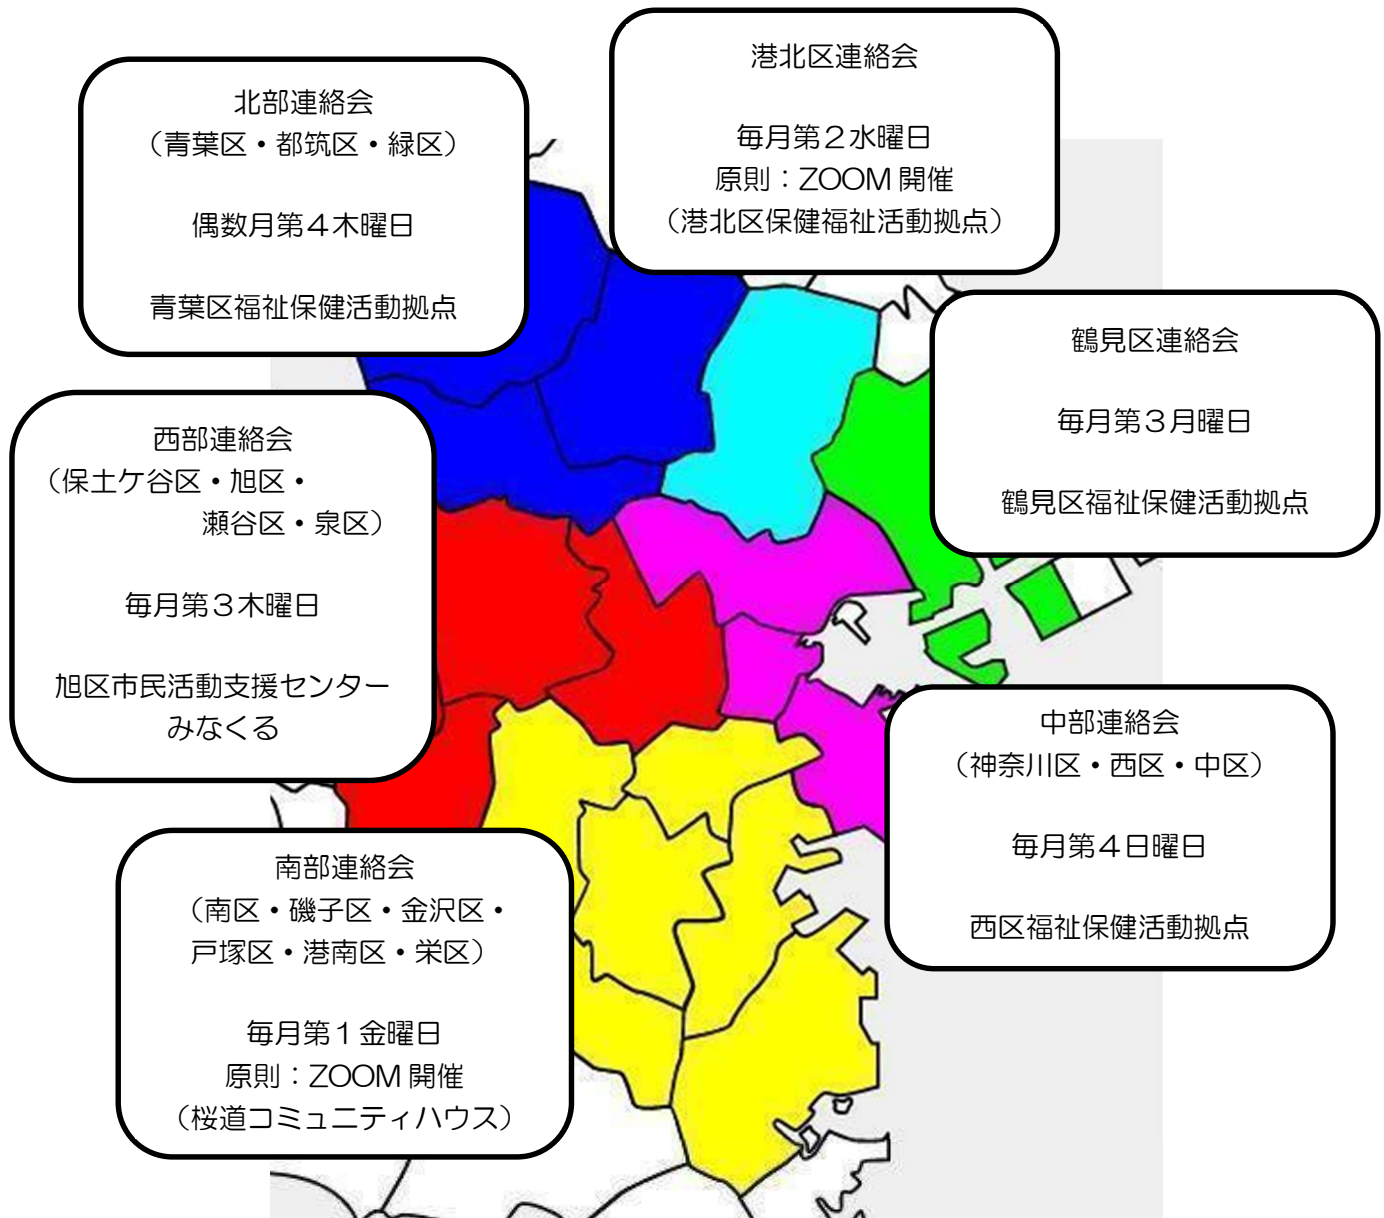 北部連絡会
（青葉区・都筑区・緑区）
偶数月第４木曜日
青葉区福祉保健活動拠点
港北区連絡会
毎月第２水曜日
原則：ZOOM 開催
（港北区保健福祉活動拠点）
鶴見区連絡会
毎月第３月曜日
鶴見区福祉保健活動拠点
西部連絡会
（保土ケ谷区・旭区・
瀬谷区・泉区）
毎月第３木曜日
旭区市民活動支援センター
みなくる
中部連絡会
（神奈川区・西区・中区）
毎月第４日曜日
西区福祉保健活動拠点
南部連絡会
（南区・磯子区・金沢区・
戸塚区・港南区・栄区）
毎月第１金曜日
原則：ZOOM 開催
（桜道コミュニティハウス）